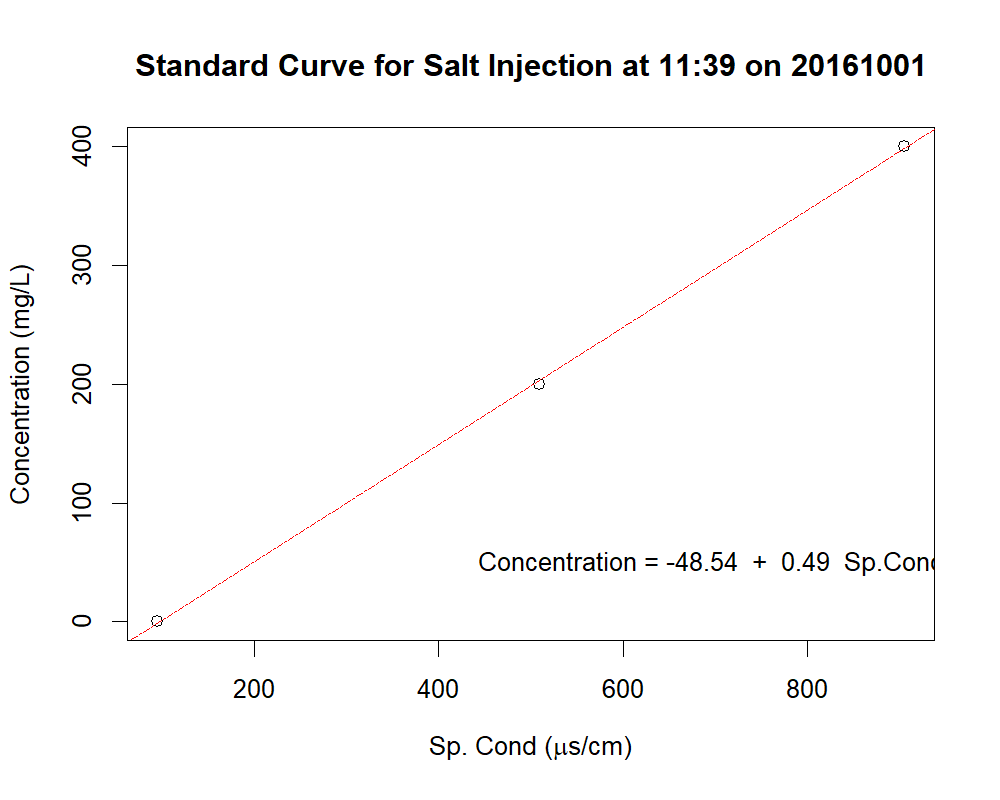 Standard Curve for Salt Injection at 11:39 on 20161001
400
300
200
100
0
Concentration (mg/L)
Concentration = -48.54 + 0.49 Sp.Cond
200 400 600 800
Sp. Cond (μs/cm)